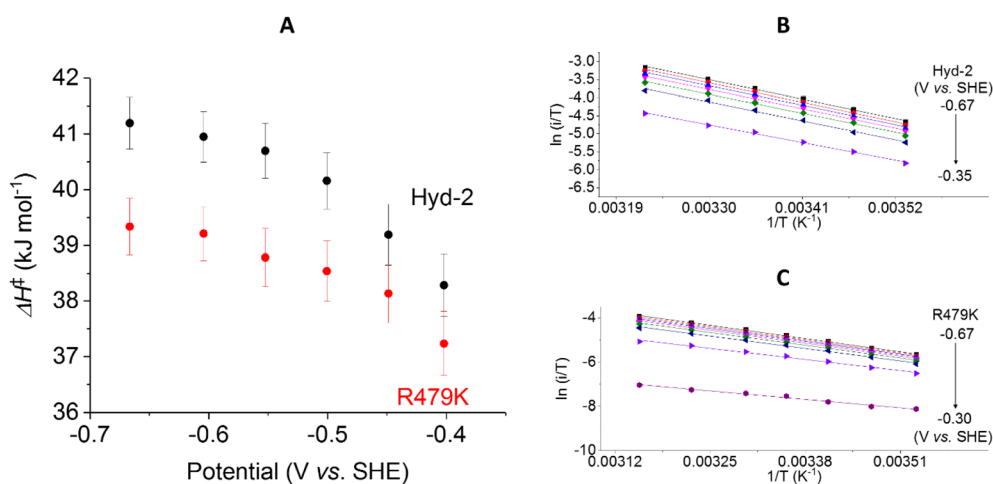 A
42
41
40
39
38
37
36
ΔH‡ (kJ mol-1)
Hyd-2
R479K
-0.7
-0.6
-0.5
-0.4
Potential (V vs. SHE)
B
-3.0
-3.5
-4.0
-4.5
-5.0
-5.5
-6.0
-6.5
ln (i/T)
0.00319
0.00330
0.00341
0.00352
1/T (K-1)
Hyd-2
(V vs. SHE)
-0.67
-0.35
C
-4
-6
-8
-10
ln (i/T)
0.00312
0.00325
0.00338
0.00351
1/T (K-1)
R479K
-0.67
-0.30
(V vs. SHE)